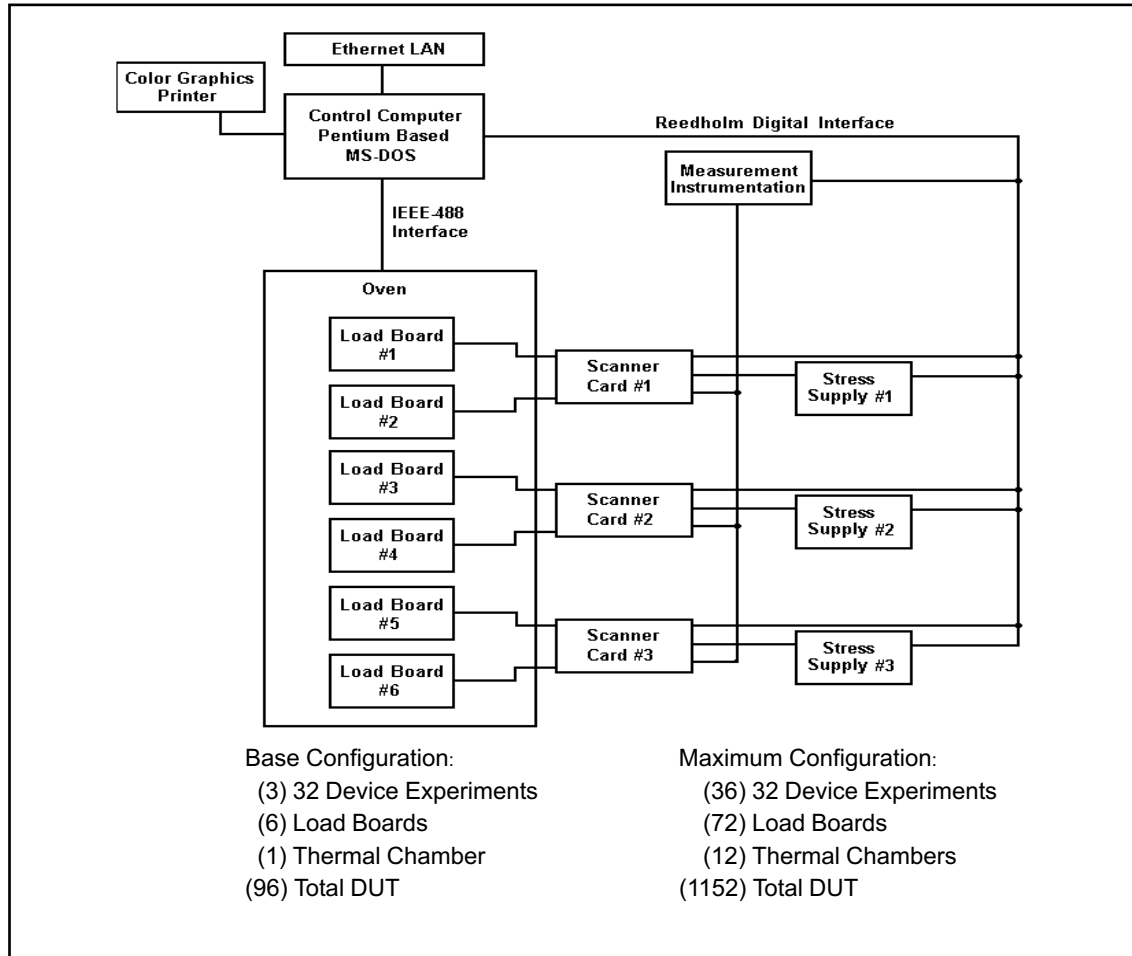 Ethernet LAN
Color Graphics
Printer
Control Computer
Pentium Based
MS-DOS
Reedholm Digital Interface
Measurement
Instrumentation
IEEE-488
Interface
Oven
Load Board
#1
Load Board
#2
Load Board
#3
Load Board
#4
Load Board
#5
Load Board
#6
Scanner
Card #1
Scanner
Card #2
Scanner
Card #3
Stress
Supply #1
Stress
Supply #2
Stress
Supply #3
Base Configuration:
(3) 32 Device Experiments
(6) Load Boards
(1) Thermal Chamber
(96) Total DUT
Maximum Configuration:
(36) 32 Device Experiments
(72) Load Boards
(12) Thermal Chambers
(1152) Total DUT